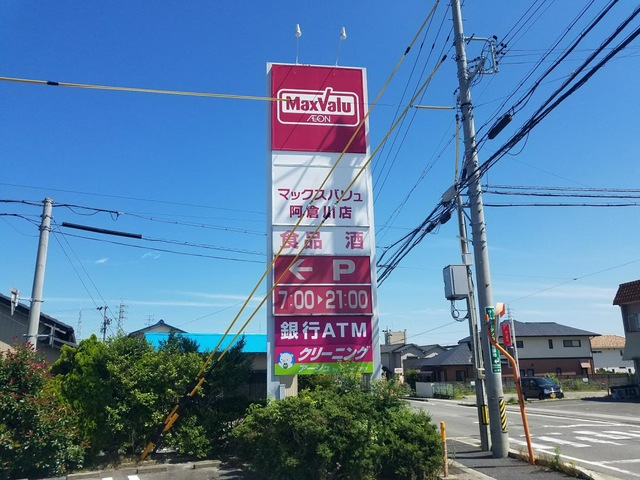 MaxValu
ÆON
マックスバリュ
阿倉川店
食品 酒
← P
7:00▶21:00
銀行ATM
クリーニング